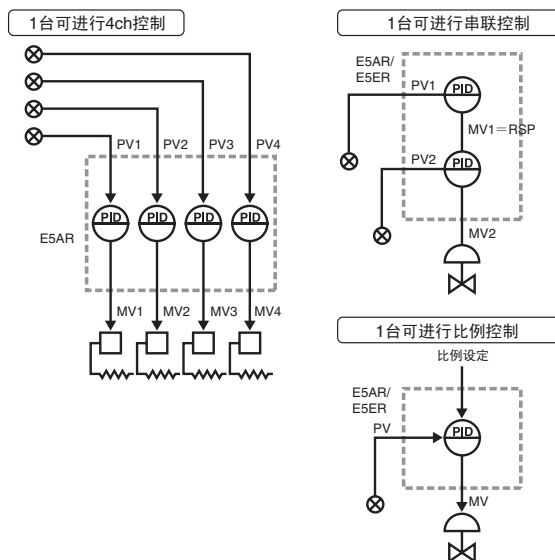 1台可进行4ch控制
PV1
PV2
PV3
PV4
PID
PID
PID
PID
E5AR
MV1
MV2
MV3
MV4
1台可进行串联控制
E5AR/
E5ER
PV1
PID
MV1=RSP
PV2
PID
MV2
1台可进行比例控制
比例设定
E5AR/
E5ER
PV
PID
MV